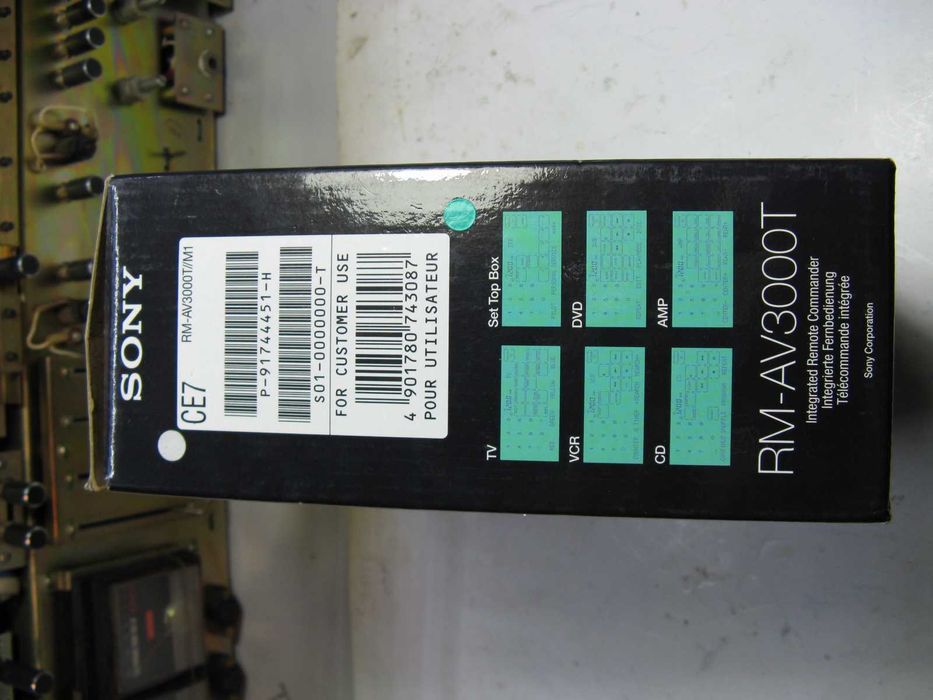 SONY
CE7
RM-AV3000T/M1
P-91744451-H
S01-0000000-T
FOR CUSTOMER USE
4 901780 743087
POUR UTILISATEUR
TV
Set Top Box
VCR
DVD
CD
AMP
RM-AV3000T
Integrated Remote Commander
Integrierte Fernbedienung
Télécommande intégrée
Sony Corporation